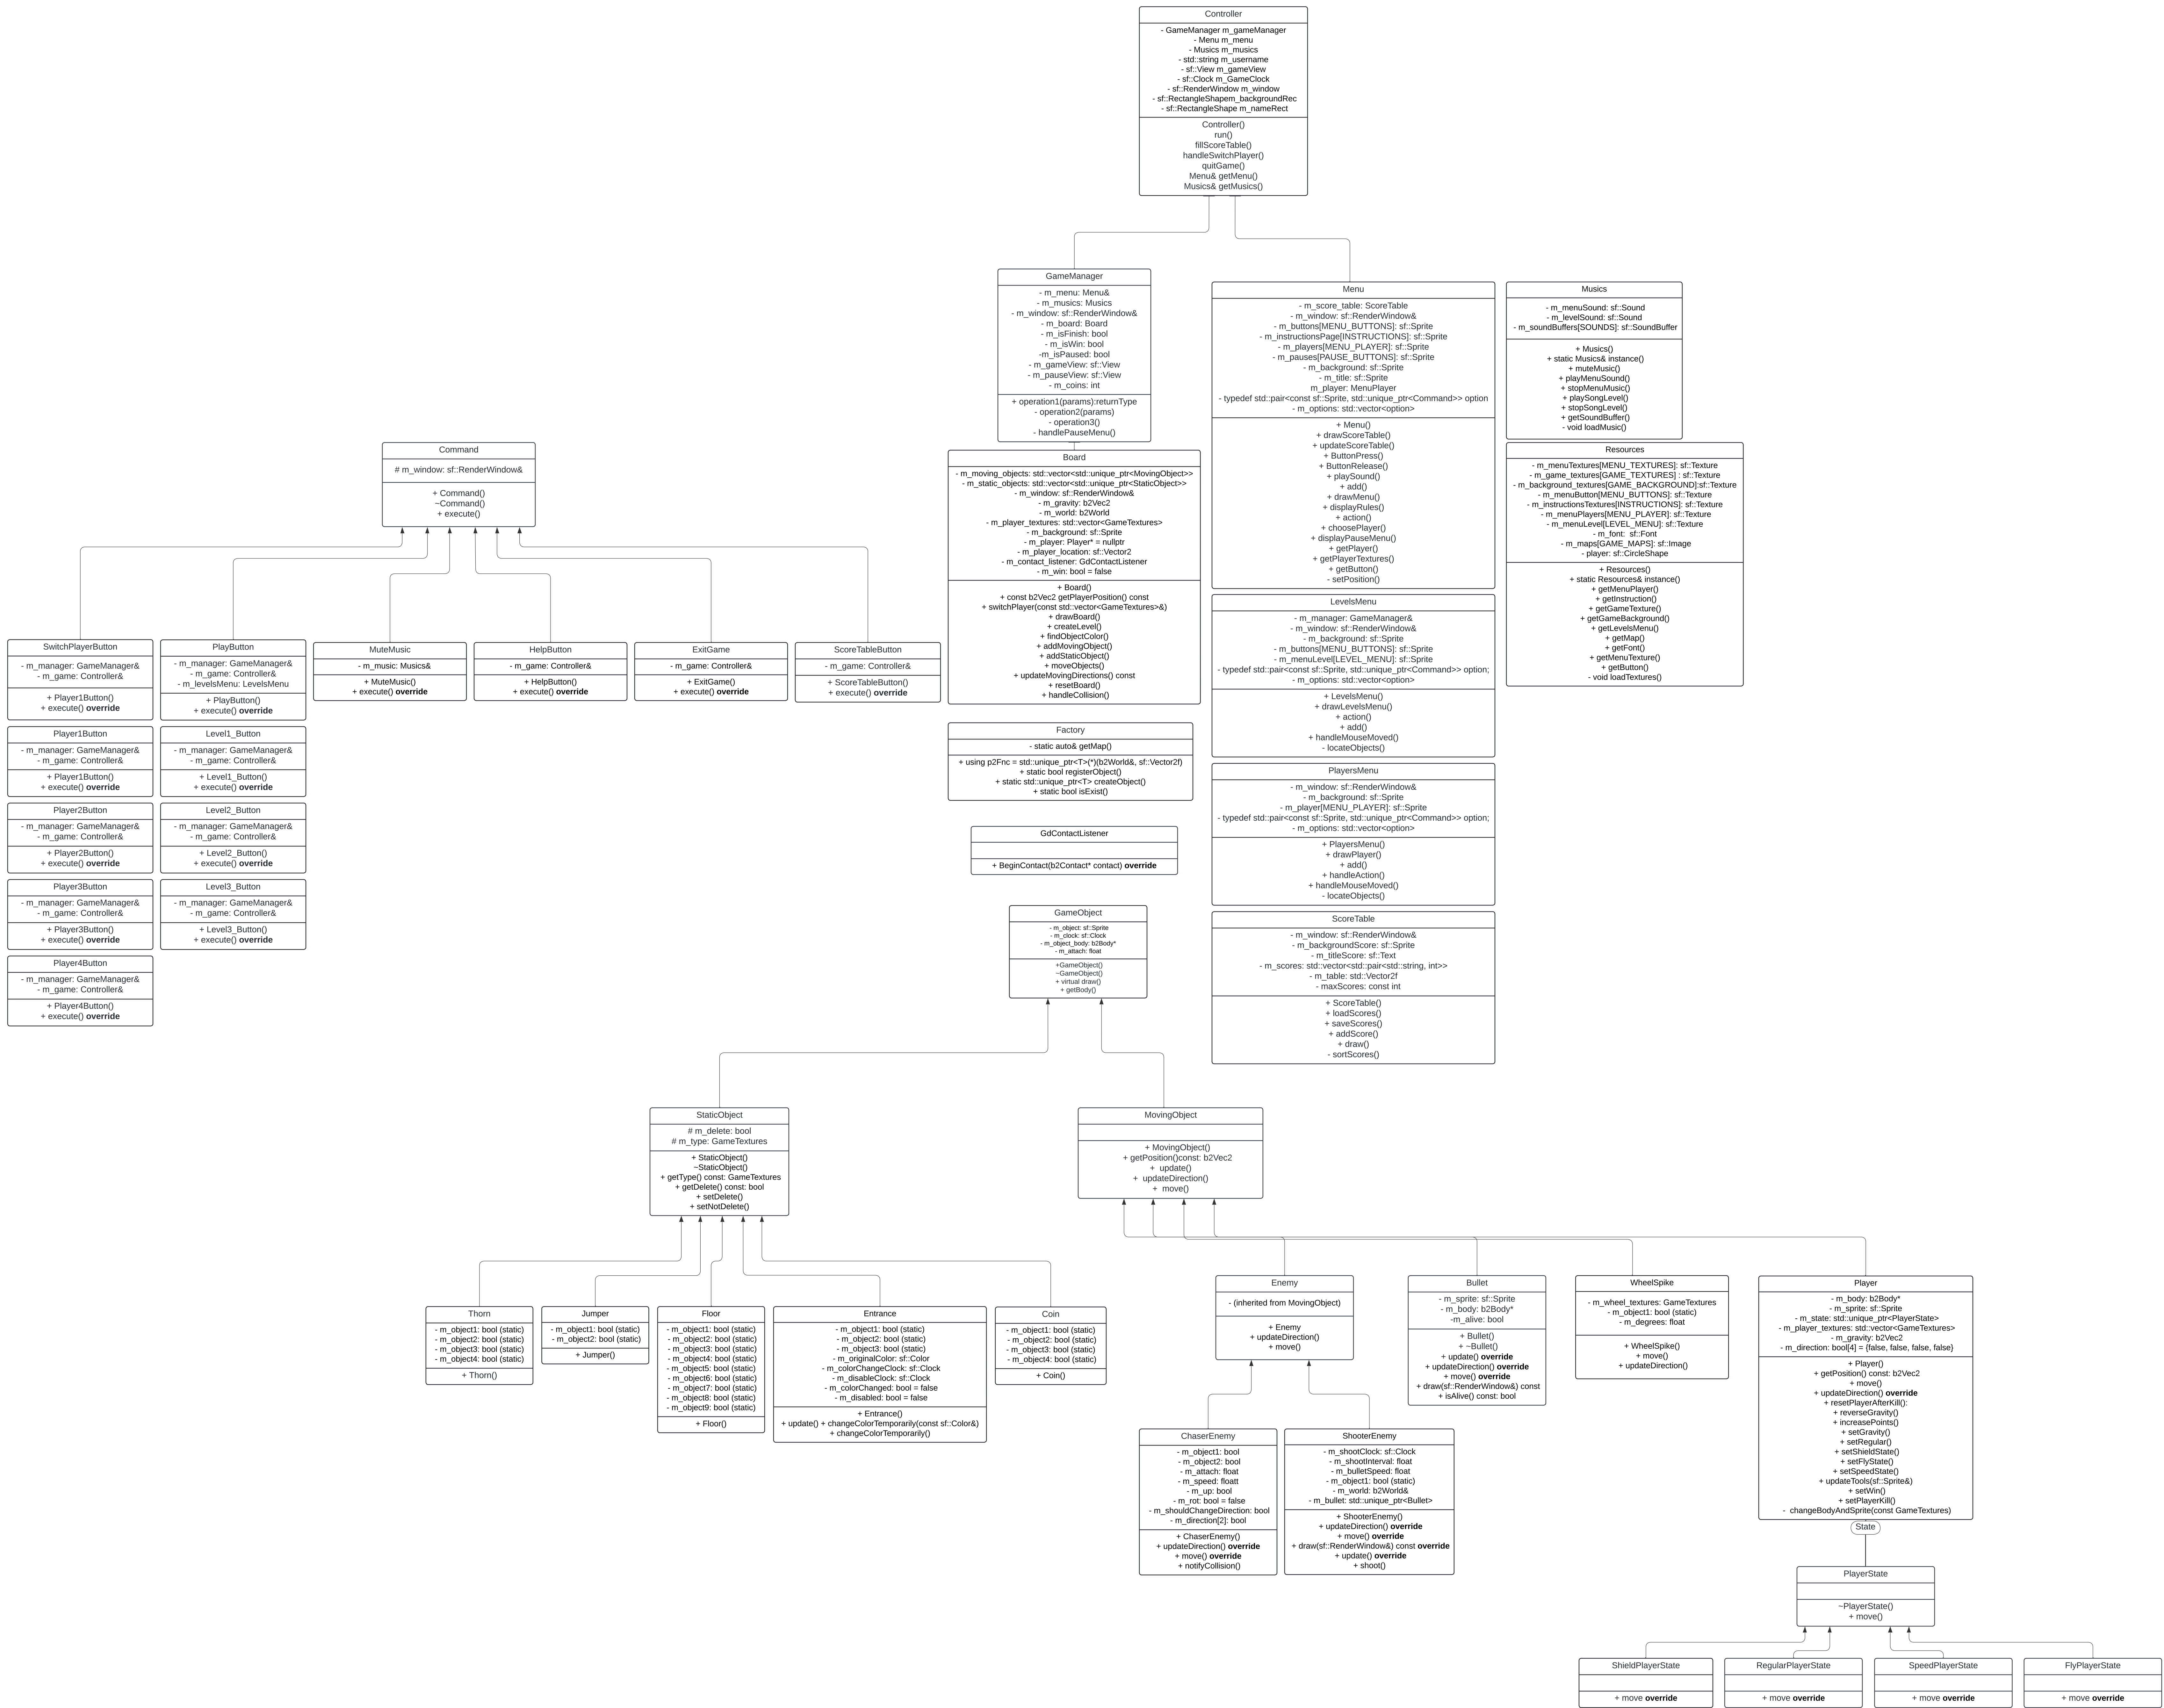 Controller
- GameManager m_gameManager
- Menu m_menu
- Musics m_musics
- std::string m_username
- sf::View m_gameView
- sf::Clock m_GameClock
- sf::RenderWindow m_window
- sf::RectangleShapem_backgroundRec
- sf::RectangleShape m_nameRect
Controller()
run()
fillScoreTable()
handleSwitchPlayer()
quitGame()
Menu& getMenu()
Musics& getMusics()
GameManager
- m_menu: Menu&
- m_musics: Musics
- m_window: sf::RenderWindow&
- m_board: Board
- m_isFinish: bool
- m_isWin: bool
-m_isPaused: bool
- m_gameView: sf::View
- m_pauseView: sf::View
- m_coins: int
+ operation1(params):returnType
- operation2(params)
- operation3()
- handlePauseMenu()
Menu
- m_score_table: ScoreTable
- m_window: sf::RenderWindow&
- m_buttons[MENU_BUTTONS]: sf::Sprite
- m_instructionsPage[INSTRUCTIONS]: sf::Sprite
- m_players[MENU_PLAYER]: sf::Sprite
- m_pauses[PAUSE_BUTTONS]: sf::Sprite
- m_background: sf::Sprite
- m_title: sf::Sprite
m_player: MenuPlayer
- typedef std::pair<const sf::Sprite, std::unique_ptr<Command>> option
- m_options: std::vector<option>
+ Menu()
+ drawScoreTable()
+ updateScoreTable()
+ ButtonPress()
+ ButtonRelease()
+ playSound()
+ add()
+ drawMenu()
+ displayRules()
+ action()
+ choosePlayer()
+ displayPauseMenu()
+ getPlayer()
+ getPlayerTextures()
+ getButton()
- setPosition()
Musics
- m_menuSound: sf::Sound
- m_levelSound: sf::Sound
- m_soundBuffers[SOUNDS]: sf::SoundBuffer
+ Musics()
+ static Musics& instance()
+ muteMusic()
+ playMenuSound()
+ stopMenuMusic()
+ playSongLevel()
+ stopSongLevel()
+ getSoundBuffer()
- void loadMusic()
Resources
- m_menuTextures[MENU_TEXTURES]: sf::Texture
- m_game_textures[GAME_TEXTURES] : sf::Texture
- m_background_textures[GAME_BACKGROUND]:sf::Texture
- m_menuButton[MENU_BUTTONS]: sf::Texture
- m_instructionsTextures[INSTRUCTIONS]: sf::Texture
- m_menuPlayers[MENU_PLAYER]: sf::Texture
- m_menuLevel[LEVEL_MENU]: sf::Texture
- m_font: sf::Font
- m_maps[GAME_MAPS]: sf::Image
- player: sf::CircleShape
+ Resources()
+ static Resources& instance()
+ getMenuPlayer()
+ getInstruction()
+ getGameTexture()
+ getGameBackground()
+ getLevelsMenu()
+ getMap()
+ getFont()
+ getMenuTexture()
+ getButton()
- void loadTextures()
Command
# m_window: sf::RenderWindow&
+ Command()
~Command()
+ execute()
Board
- m_moving_objects: std::vector<std::unique_ptr<MovingObject>>
- m_static_objects: std::vector<std::unique_ptr<StaticObject>>
- m_window: sf::RenderWindow&
- m_gravity: b2Vec2
- m_world: b2World
- m_player_textures: std::vector<GameTextures>
- m_background: sf::Sprite
- m_player: Player* = nullptr
- m_player_location: sf::Vector2
- m_contact_listener: GdContactListener
- m_win: bool = false
+ Board()
+ const b2Vec2 getPlayerPosition() const
+ switchPlayer(const std::vector<GameTextures>&)
+ drawBoard()
+ createLevel()
+ findObjectColor()
+ addMovingObject()
+ addStaticObject()
+ moveObjects()
+ updateMovingDirections() const
+ resetBoard()
+ handleCollision()
SwitchPlayerButton
- m_manager: GameManager&
- m_game: Controller&
+ Player1Button()
+ execute() override
PlayButton
- m_manager: GameManager&
- m_game: Controller&
- m_levelsMenu: LevelsMenu
+ PlayButton()
+ execute() override
MuteMusic
- m_music: Musics&
+ MuteMusic()
+ execute() override
HelpButton
- m_game: Controller&
+ HelpButton()
+ execute() override
ExitGame
- m_game: Controller&
+ ExitGame()
+ execute() override
ScoreTableButton
- m_game: Controller&
+ ScoreTableButton()
+ execute() override
Player1Button
- m_manager: GameManager&
- m_game: Controller&
+ Player1Button()
+ execute() override
Level1_Button
- m_manager: GameManager&
- m_game: Controller&
+ Level1_Button()
+ execute() override
Player2Button
- m_manager: GameManager&
- m_game: Controller&
+ Player2Button()
+ execute() override
Level2_Button
- m_manager: GameManager&
- m_game: Controller&
+ Level2_Button()
+ execute() override
Player3Button
- m_manager: GameManager&
- m_game: Controller&
+ Player3Button()
+ execute() override
Level3_Button
- m_manager: GameManager&
- m_game: Controller&
+ Level3_Button()
+ execute() override
Player4Button
- m_manager: GameManager&
- m_game: Controller&
+ Player4Button()
+ execute() override
LevelsMenu
- m_manager: GameManager&
- m_window: sf::RenderWindow&
- m_background: sf::Sprite
- m_buttons[MENU_BUTTONS]: sf::Sprite
- m_menuLevel[LEVEL_MENU]: sf::Sprite
- typedef std::pair<const sf::Sprite, std::unique_ptr<Command>> option;
- m_options: std::vector<option>
+ LevelsMenu()
+ drawLevelsMenu()
+ action()
+ add()
+ handleMouseMoved()
- locateObjects()
Factory
- static auto& getMap()
+ using p2Fnc = std::unique_ptr<T>(*)(b2World&, sf::Vector2f)
+ static bool registerObject()
+ static std::unique_ptr<T> createObject()
+ static bool isExist()
PlayersMenu
- m_window: sf::RenderWindow&
- m_background: sf::Sprite
- m_player[MENU_PLAYER]: sf::Sprite
- typedef std::pair<const sf::Sprite, std::unique_ptr<Command>> option;
- m_options: std::vector<option>
+ PlayersMenu()
+ drawPlayer()
+ add()
+ handleAction()
+ handleMouseMoved()
- locateObjects()
GdContactListener
+ BeginContact(b2Contact* contact) override
ScoreTable
- m_window: sf::RenderWindow&
- m_backgroundScore: sf::Sprite
- m_titleScore: sf::Text
- m_scores: std::vector<std::pair<std::string, int>>
- m_table: std::Vector2f
- maxScores: const int
+ ScoreTable()
+ loadScores()
+ saveScores()
+ addScore()
+ draw()
- sortScores()
GameObject
- m_object: sf::Sprite
- m_clock: sf::Clock
- m_object_body: b2Body*
- m_attach: float
+GameObject()
~GameObject()
+ virtual draw()
+ getBody()
StaticObject
# m_delete: bool
# m_type: GameTextures
+ StaticObject()
~StaticObject()
+ getType() const: GameTextures
+ getDelete() const: bool
+ setDelete()
+ setNotDelete()
MovingObject
+ MovingObject()
+ getPosition()const: b2Vec2
+ update()
+ updateDirection()
+ move()
Thorn
- m_object1: bool (static)
- m_object2: bool (static)
- m_object3: bool (static)
- m_object4: bool (static)
+ Thorn()
Jumper
- m_object1: bool (static)
- m_object2: bool (static)
+ Jumper()
Floor
- m_object1: bool (static)
- m_object2: bool (static)
- m_object3: bool (static)
- m_object4: bool (static)
- m_object5: bool (static)
- m_object6: bool (static)
- m_object7: bool (static)
- m_object8: bool (static)
- m_object9: bool (static)
+ Floor()
Entrance
- m_object1: bool (static)
- m_object2: bool (static)
- m_object3: bool (static)
- m_originalColor: sf::Color
- m_colorChangeClock: sf::Clock
- m_disableClock: sf::Clock
- m_colorChanged: bool = false
- m_disabled: bool = false
+ Entrance()
+ update() + changeColorTemporarily(const sf::Color&)
+ changeColorTemporarily()
Coin
- m_object1: bool (static)
- m_object2: bool (static)
- m_object3: bool (static)
- m_object4: bool (static)
+ Coin()
Enemy
- (inherited from MovingObject)
+ Enemy
+ updateDirection()
+ move()
Bullet
- m_sprite: sf::Sprite
- m_body: b2Body*
-m_alive: bool
+ Bullet()
+ ~Bullet()
+ update() override
+ updateDirection() override
+ move() override
+ draw(sf::RenderWindow&) const
+ isAlive() const: bool
WheelSpike
- m_wheel_textures: GameTextures
- m_object1: bool (static)
- m_degrees: float
+ WheelSpike()
+ move()
+ updateDirection()
Player
- m_body: b2Body*
- m_sprite: sf::Sprite
- m_state: std::unique_ptr<PlayerState>
- m_player_textures: std::vector<GameTextures>
- m_gravity: b2Vec2
- m_direction: bool[4] = {false, false, false, false}
+ Player()
+ getPosition() const: b2Vec2
+ move()
+ updateDirection() override
+ resetPlayerAfterKill():
+ reverseGravity()
+ increasePoints()
+ setGravity()
+ setRegular()
+ setShieldState()
+ setFlyState()
+ setSpeedState()
+ updateTools(sf::Sprite&)
+ setWin()
+ setPlayerKill()
- changeBodyAndSprite(const GameTextures)
ChaserEnemy
- m_object1: bool
- m_object2: bool
- m_attach: float
- m_speed: floatt
- m_up: bool
- m_rot: bool = false
- m_shouldChangeDirection: bool
- m_direction[2]: bool
+ ChaserEnemy()
+ updateDirection() override
+ move() override
+ notifyCollision()
ShooterEnemy
- m_shootClock: sf::Clock
- m_shootInterval: float
- m_bulletSpeed: float
- m_object1: bool (static)
- m_world: b2World&
- m_bullet: std::unique_ptr<Bullet>
+ ShooterEnemy()
+ updateDirection() override
+ move() override
+ draw(sf::RenderWindow&) const override
+ update() override
+ shoot()
State
PlayerState
~PlayerState()
+ move()
ShieldPlayerState
+ move override
RegularPlayerState
+ move override
SpeedPlayerState
+ move override
FlyPlayerState
+ move override